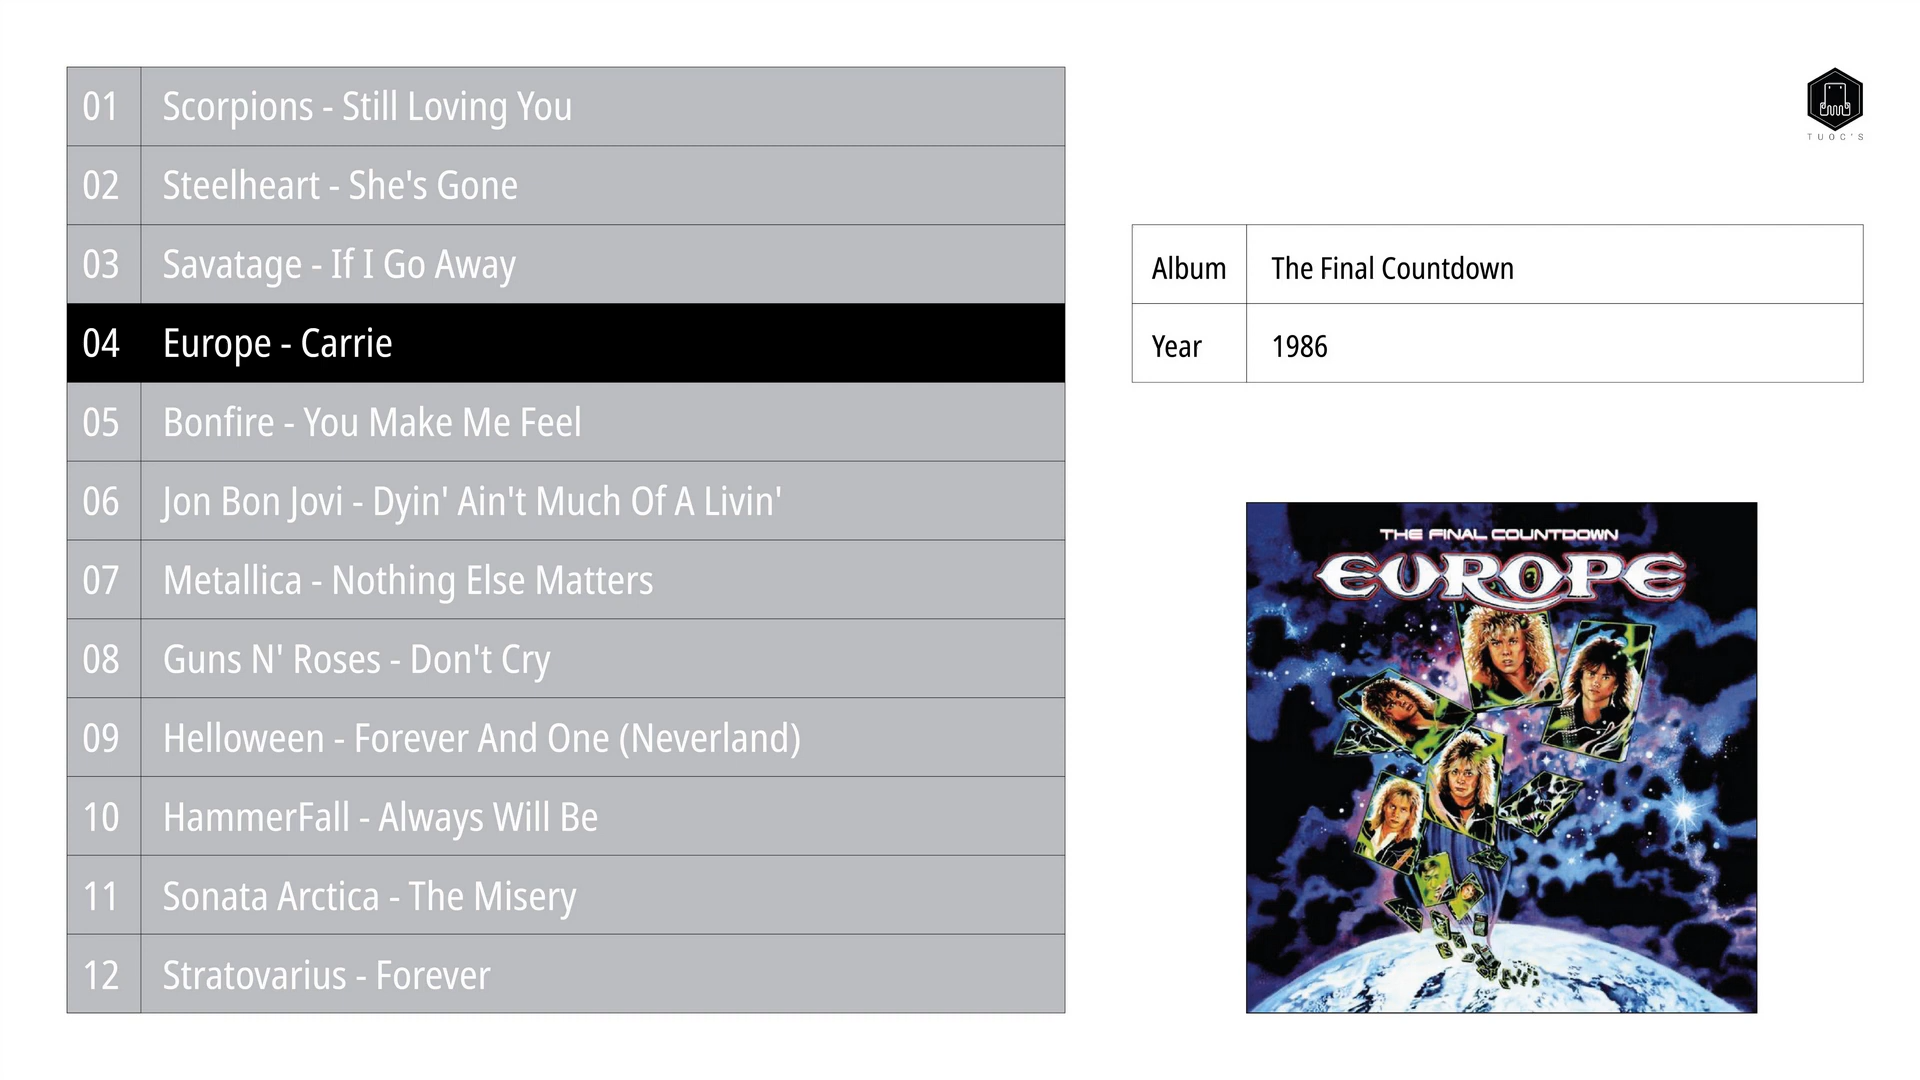 01 Scorpions - Still Loving You
02 Steelheart - She's Gone
03 Savatage - If I Go Away
04 Europe - Carrie
05 Bonfire - You Make Me Feel
06 Jon Bon Jovi - Dyin' Ain't Much Of A Livin'
07 Metallica - Nothing Else Matters
08 Guns N' Roses - Don't Cry
09 Helloween - Forever And One (Neverland)
10 HammerFall - Always Will Be
11 Sonata Arctica - The Misery
12 Stratovarius - Forever
TUOC'S
Album The Final Countdown
Year 1986
THE FINAL COUNTDOWN
EUROPE